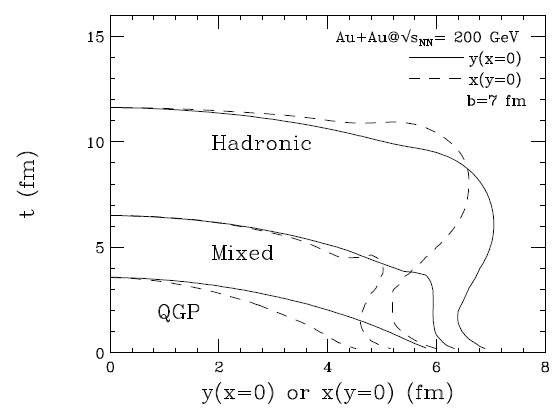 15
10
5
0
t (fm)
Au+Au@√sNN= 200 GeV
y(x=0)
x(y=0)
b=7 fm
Hadronic
Mixed
QGP
0 2 4 6 8
y(x=0) or x(y=0) (fm)